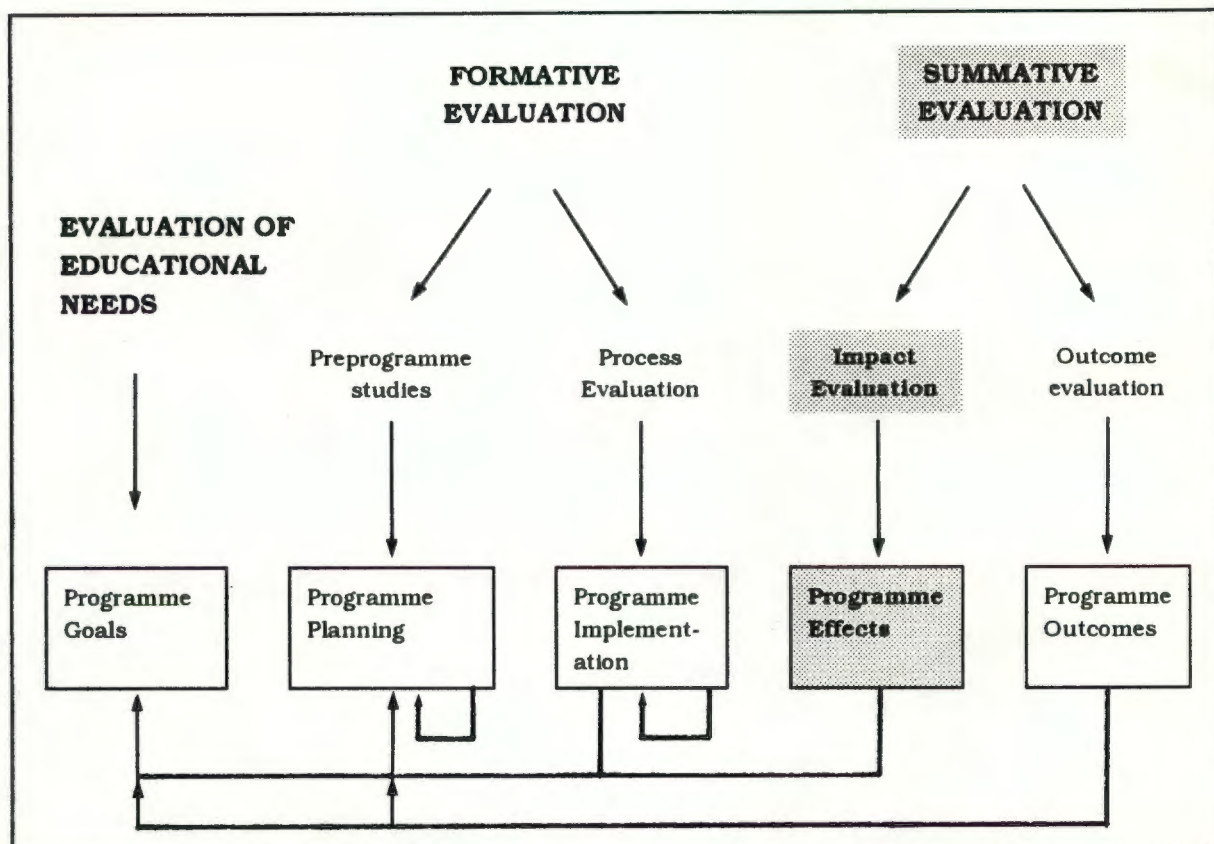 FORMATIVE
EVALUATION
SUMMATIVE
EVALUATION
EVALUATION OF
EDUCATIONAL
NEEDS
Preprogramme
studies
Process
Evaluation
Impact
Evaluation
Outcome
evaluation
Programme
Goals
Programme
Planning
Programme
Implement-
ation
Programme
Effects
Programme
Outcomes